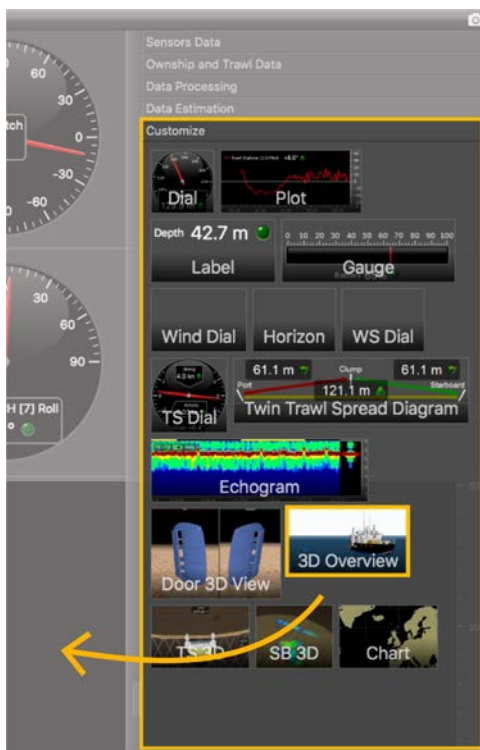 Sensors Data
Ownship and Trawl Data
Data Processing
Data Estimation
Customize
60
30
0
-30
-60
tch
30
60
90
H [7] Roll
Dial
Plot
Depth 42.7 m
Label
0 10 20 30 40 50 60 70 80 90 100
Gauge
Wind Dial
Horizon
WS Dial
4.0 kn
TS Dial
61.1 m
Clump
61.1 m
Port
121.1 m
Starboard
Twin Trawl Spread Diagram
Echogram
Door 3D View
3D Overview
TS 3D
SB 3D
Chart